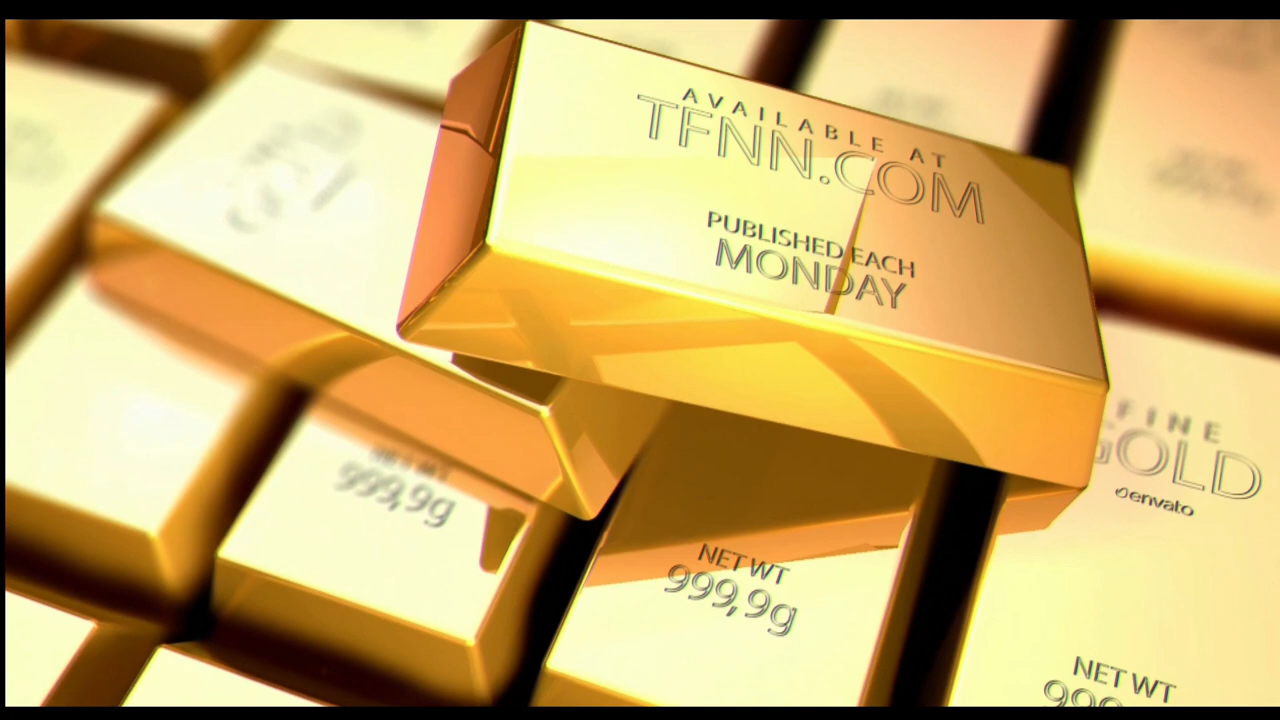 AVAILABLE AT
TFNN.COM
PUBLISHED EACH
MONDAY
FINE
GOLD
envato
NET WT
999,9g
NET WT
999,9g
NET WT